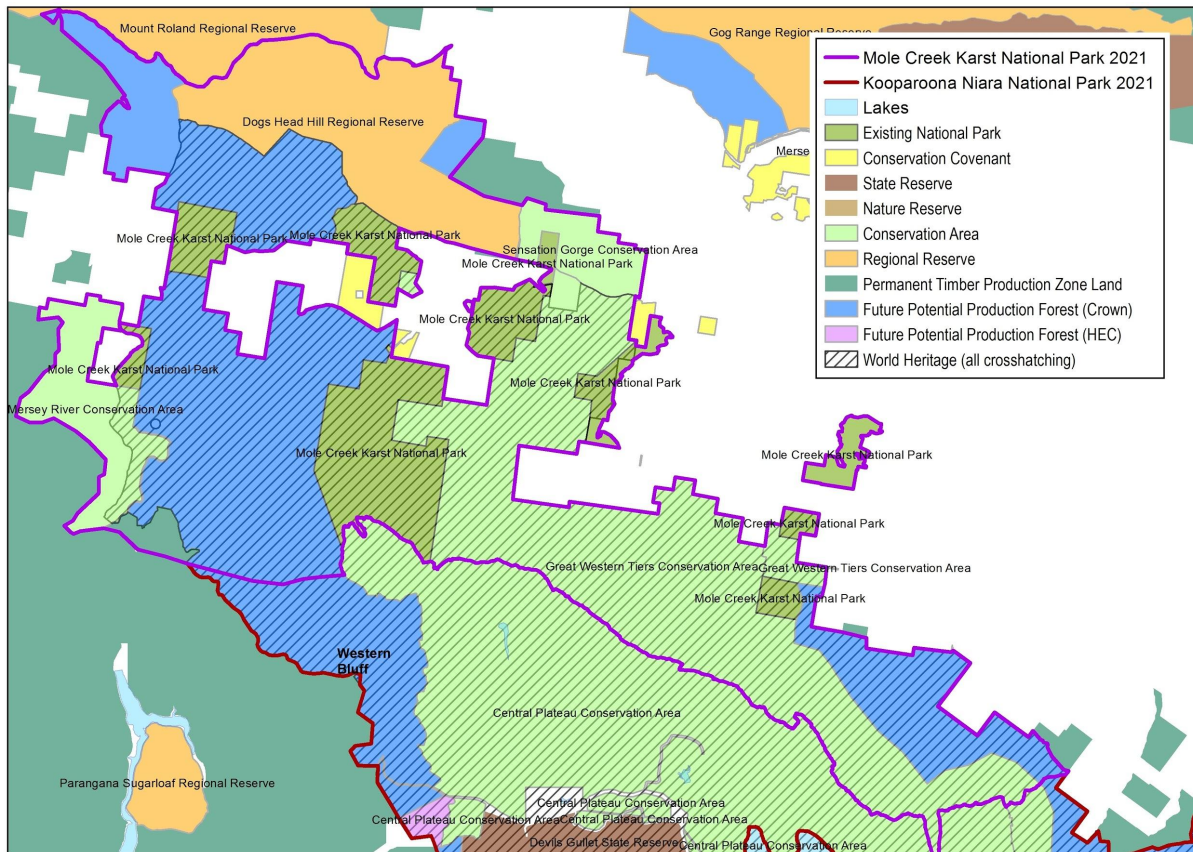 Mount Roland Regional Reserve
Gog Range Regional Reserve
Dogs Head Hill Regional Reserve
Mole Creek Karst National Park
Mole Creek Karst National Park
Sensation Gorge Conservation Area
Mole Creek Karst National Park
Mole Creek Karst National Park
Mole Creek Karst National Park
Mole Creek Karst National Park
Mersey River Conservation Area
Mole Creek Karst National Park
Mole Creek Karst National Park
Mole Creek Karst National Park
Great Western Tiers Conservation Area
Great Western Tiers Conservation Area
Mole Creek Karst National Park
Western
Bluff
Central Plateau Conservation Area
Parangana Sugarloaf Regional Reserve
Central Plateau Conservation Area
Central Plateau Conservation Area
Central Plateau Conservation Area
Devils Gullet State Reserve
Central Plateau Conservation Area
Merse
Mole Creek Karst National Park 2021
Kooparoona Niara National Park 2021
Lakes
Existing National Park
Conservation Covenant
State Reserve
Nature Reserve
Conservation Area
Regional Reserve
Permanent Timber Production Zone Land
Future Potential Production Forest (Crown)
Future Potential Production Forest (HEC)
World Heritage (all crosshatching)